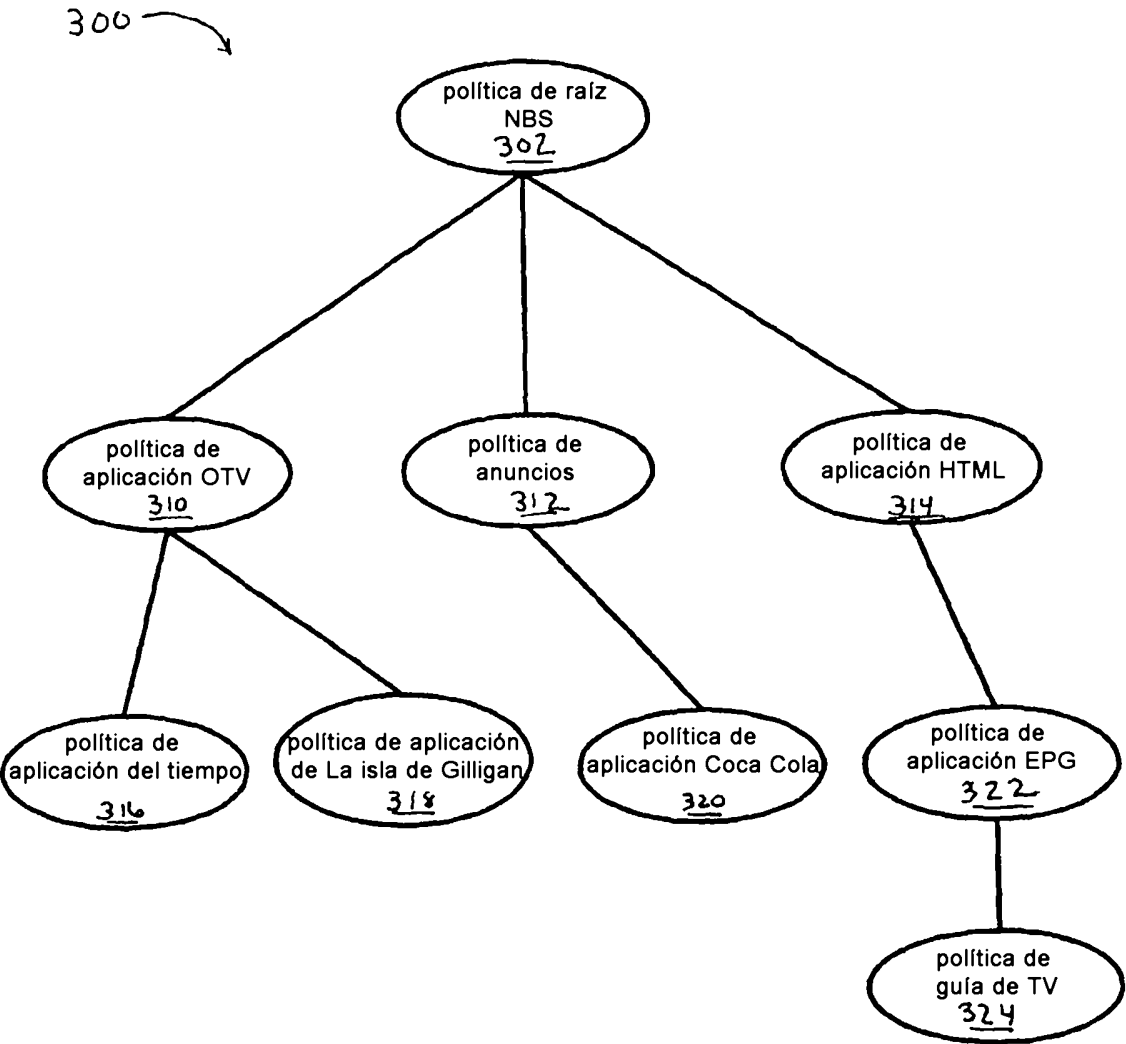 300
política de raíz
NBS
302
política de
aplicación OTV
310
política de
anuncios
312
política de
aplicación HTML
314
política de
aplicación del tiempo
316
política de aplicación
de La isla de Gilligan
318
política de
aplicación Coca Cola
320
política de
aplicación EPG
322
política de
guía de TV
324